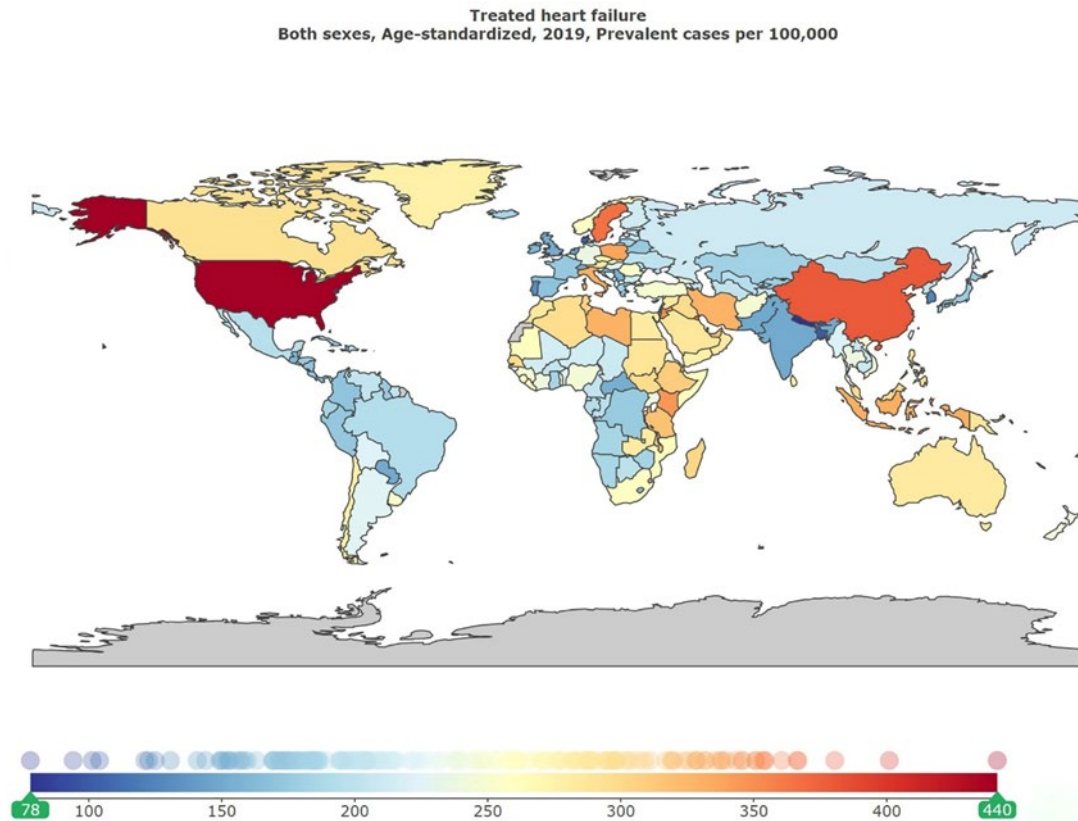 Treated heart failure
Both sexes, Age-standardized, 2019, Prevalent cases per 100,000
78 100 150 200 250 300 350 400 440